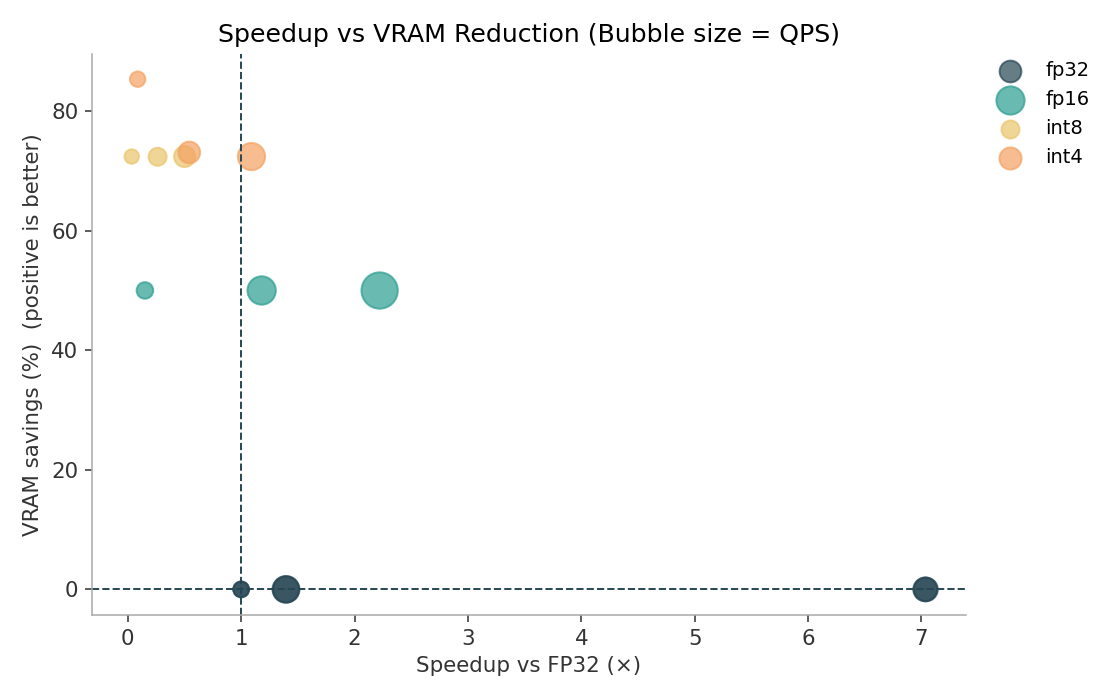 Speedup vs VRAM Reduction (Bubble size = QPS)
fp32
fp16
int8
int4
VRAM savings (%)  (positive is better)
80
60
40
20
0
0 1 2 3 4 5 6 7
Speedup vs FP32 (×)